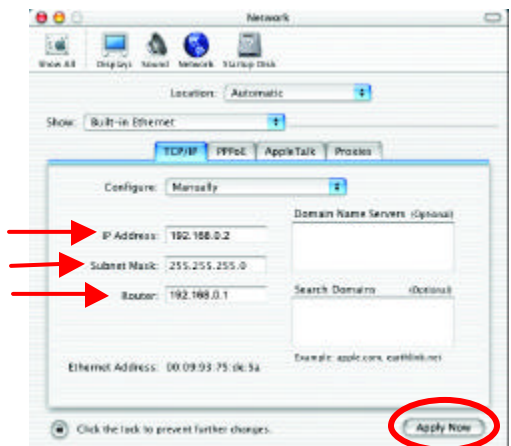 Network
Show All Displays Sound Network Startup Disk
Location: Automatic
Show: Built-in Ethernet
TCP/IP PPPoE AppleTalk Proxies
Configure: Manually
Domain Name Servers (Optional)
IP Address: 192.168.0.2
Subnet Mask: 255.255.255.0
Router: 192.168.0.1
Search Domains (Optional)
Example: apple.com, earthlink.net
Ethernet Address: 00:09:93:75:de:5a
Click the lock to prevent further changes.
Apply Now